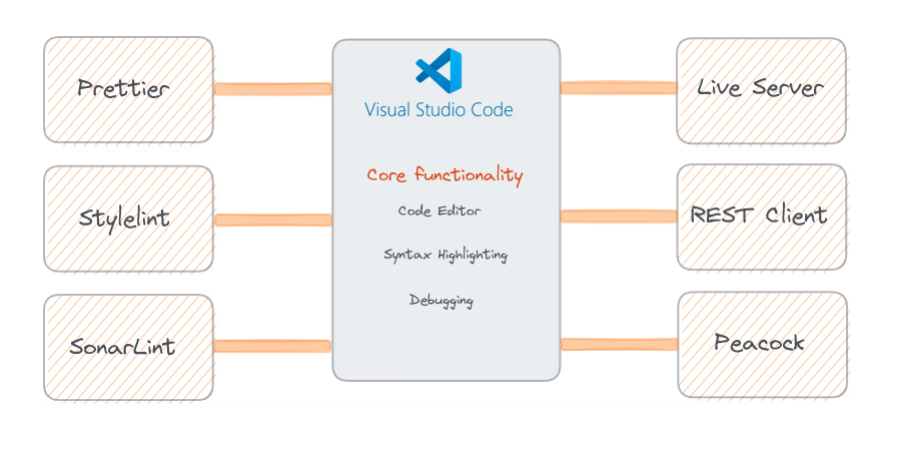 Prettier
Stylelint
SonarLint
Visual Studio Code
Core functionality
Code Editor
Syntax Highlighting
Debugging
Live Server
REST Client
Peacock